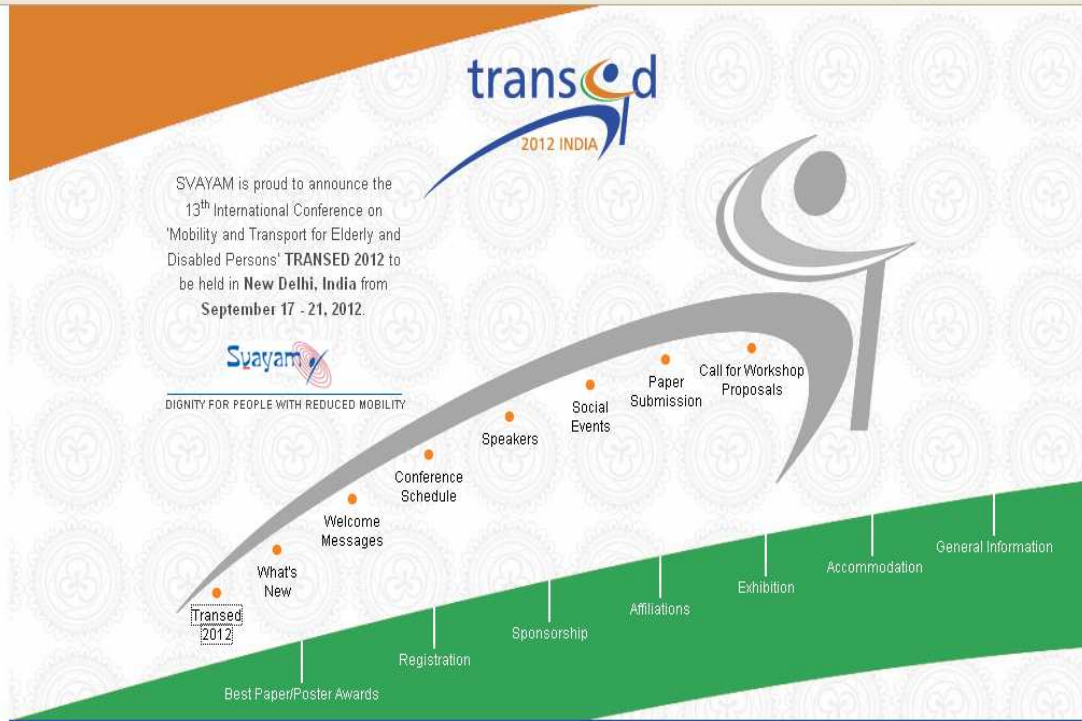 transed
2012 INDIA
SVAYAM is proud to announce the
13th International Conference on
'Mobility and Transport for Elderly and
Disabled Persons' TRANSED 2012 to
be held in New Delhi, India from
September 17 - 21, 2012.
Svayam
DIGNITY FOR PEOPLE WITH REDUCED MOBILITY
Transed
2012
What's
New
Welcome
Messages
Conference
Schedule
Speakers
Social
Events
Paper
Submission
Call for Workshop
Proposals
Best Paper/Poster Awards
Registration
Sponsorship
Affiliations
Exhibition
Accommodation
General Information